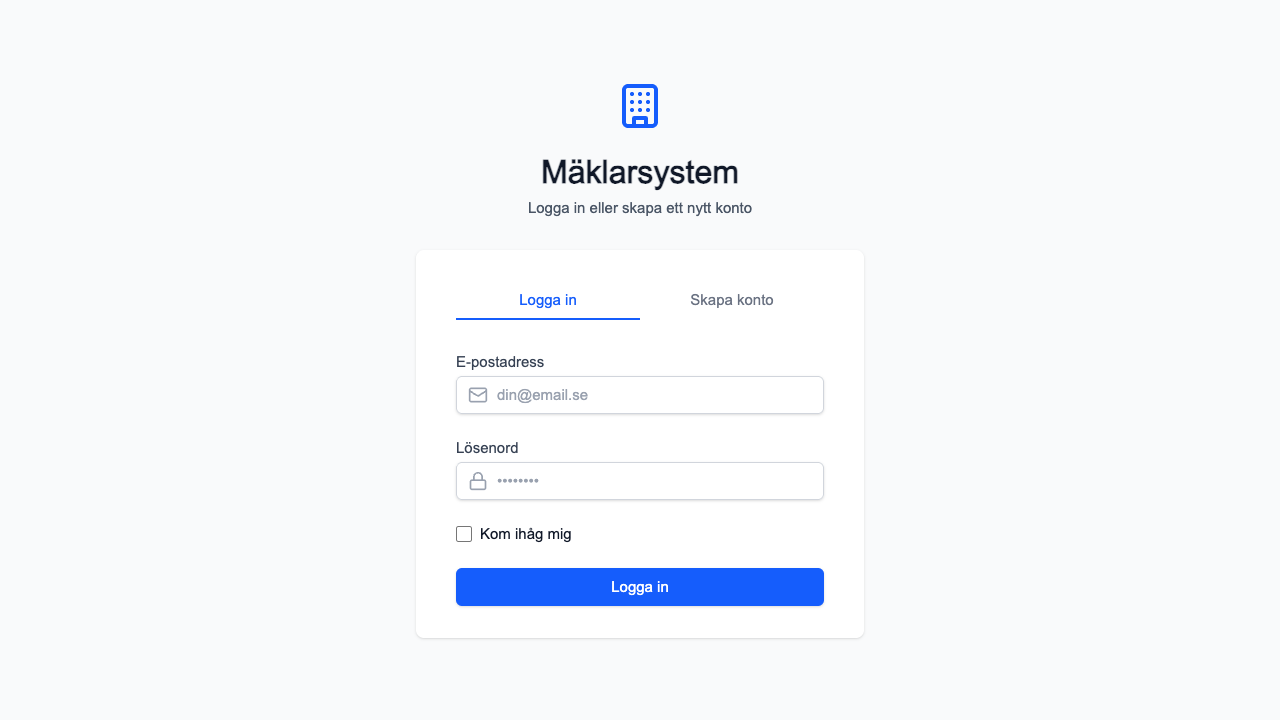 Mäklarsystem
Logga in eller skapa ett nytt konto
Logga in
Skapa konto
E-postadress
din@email.se
Lösenord
••••••••
Kom ihåg mig
Logga in